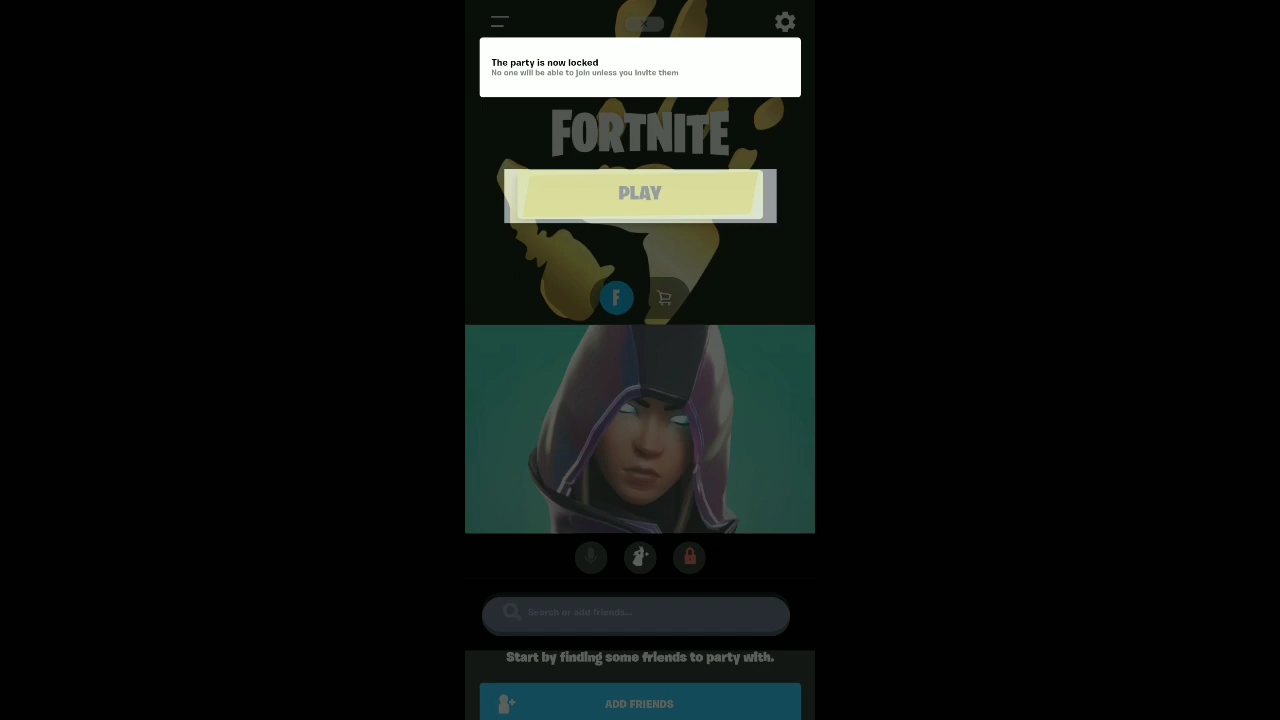 The party is now locked
No one will be able to join unless you invite them
FORTNITE
PLAY
F
Search or add friends...
Start by finding some friends to party with.
ADD FRIENDS